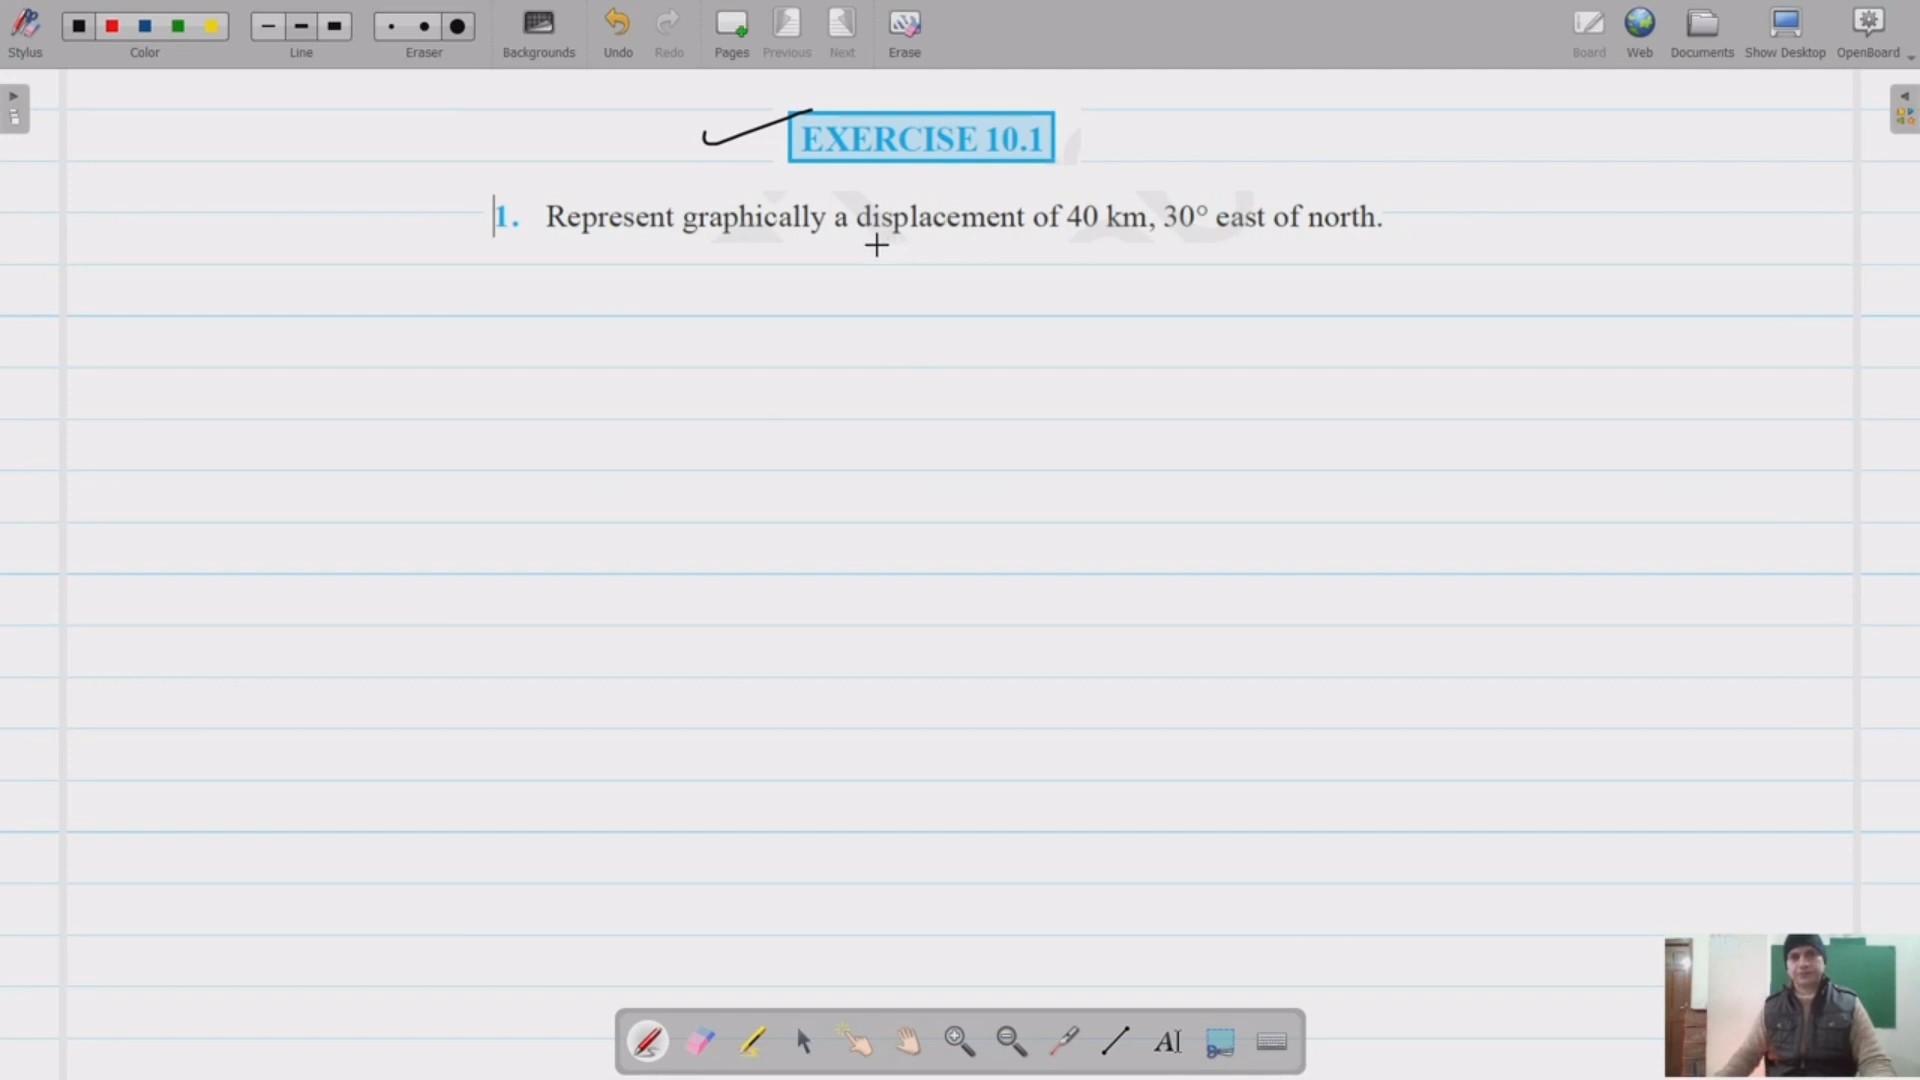 Stylus
Color
Line
Eraser
Backgrounds
Undo
Redo
Pages
Previous
Next
Erase
Board
Web
Documents
Show Desktop
OpenBoard
EXERCISE 10.1
1. Represent graphically a displacement of 40 km, 30° east of north.
AI